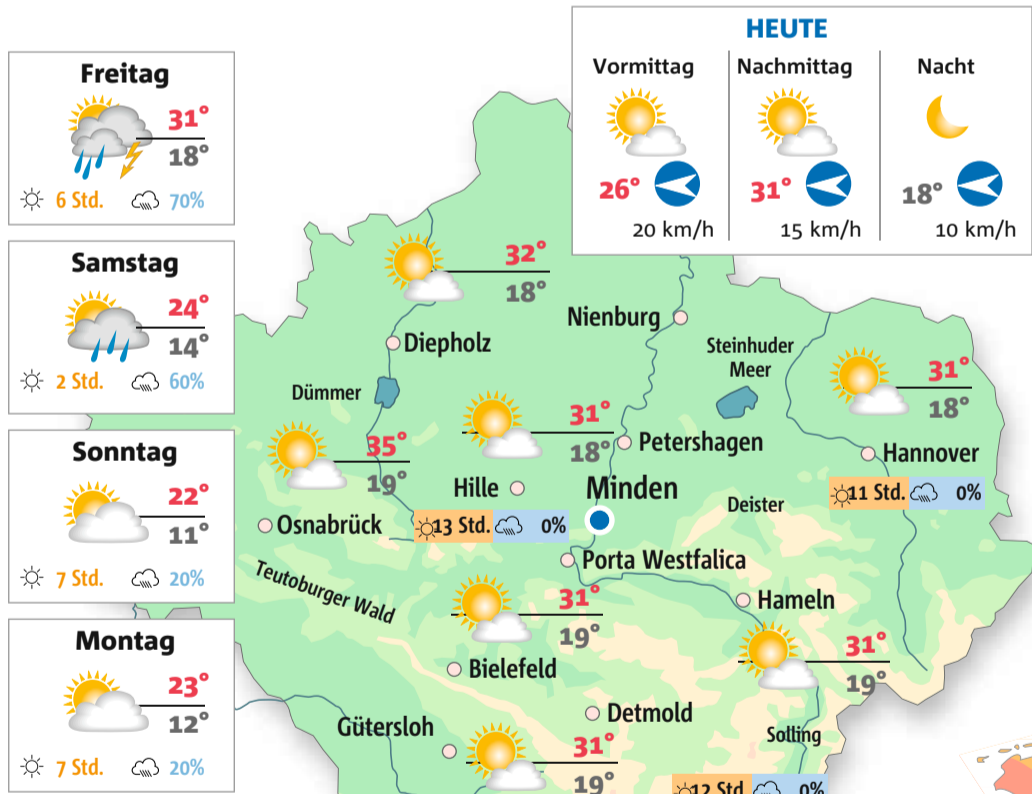 HEUTE
Vormittag
26°
20 km/h
Nachmittag
31°
15 km/h
Nacht
18°
10 km/h
Freitag
31°
18°
6 Std.
70%
Samstag
24°
14°
2 Std.
60%
Sonntag
22°
11°
7 Std.
20%
Montag
23°
12°
7 Std.
20%
32°
18°
Nienburg
Diepholz
Steinhuder
Meer
31°
18°
Dümmer
31°
18°
Petershagen
35°
19°
Hannover
Hille
Minden
11 Std.
0%
Deister
Osnabrück
13 Std.
0%
Porta Westfalica
Teutoburger Wald
31°
19°
Hameln
31°
19°
Bielefeld
Detmold
Gütersloh
Solling
31°
19°
12 Std
0%